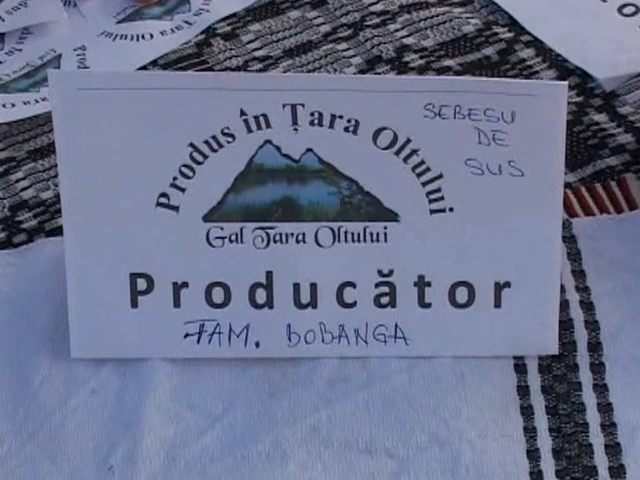 Produs în Țara Oltului
SEBESU
DE
SUS
Gal Țara Oltului
Producător
FAM. BOBANGA